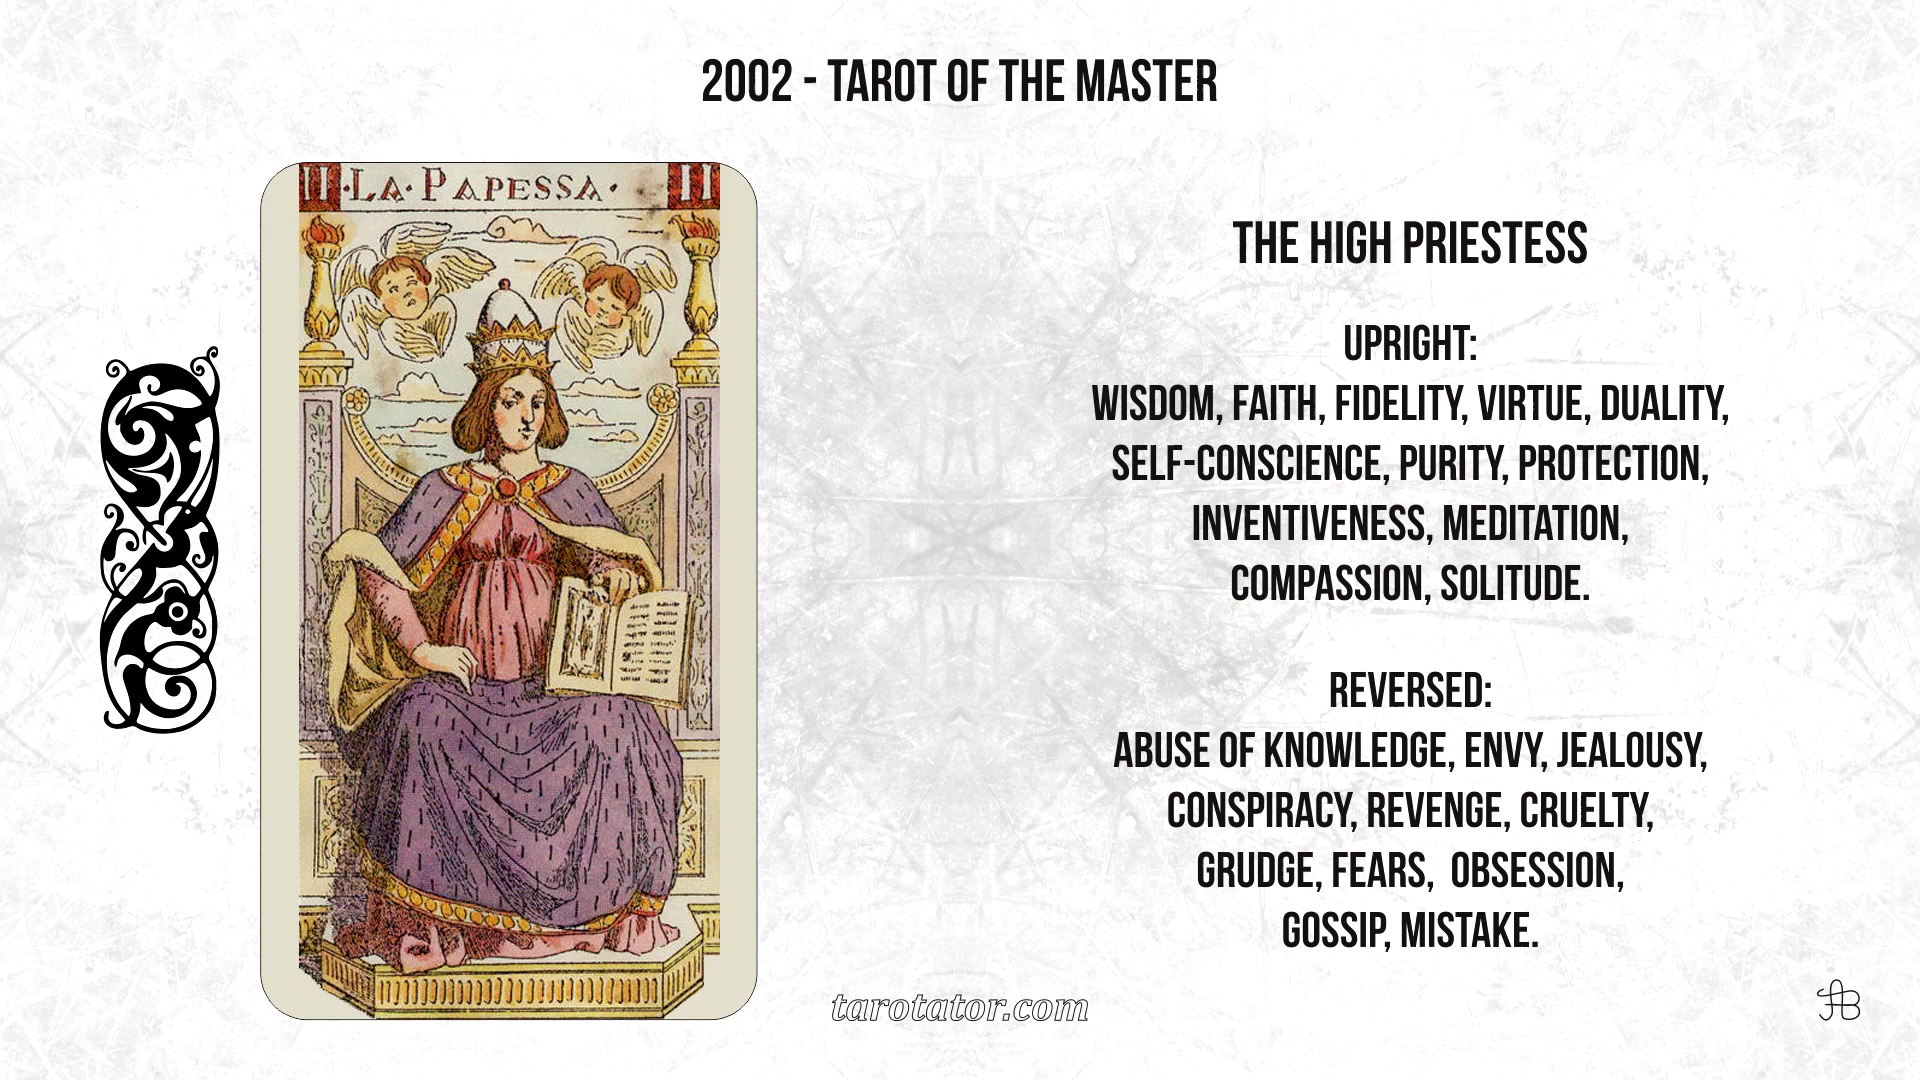 2002 - TAROT OF THE MASTER
II · LA · PAPESSA · II
THE HIGH PRIESTESS
UPRIGHT:
WISDOM, FAITH, FIDELITY, VIRTUE, DUALITY,
SELF-CONSCIENCE, PURITY, PROTECTION,
INVENTIVENESS, MEDITATION,
COMPASSION, SOLITUDE.
REVERSED:
ABUSE OF KNOWLEDGE, ENVY, JEALOUSY,
CONSPIRACY, REVENGE, CRUELTY,
GRUDGE, FEARS,  OBSESSION,
GOSSIP, MISTAKE.
tarotator.com